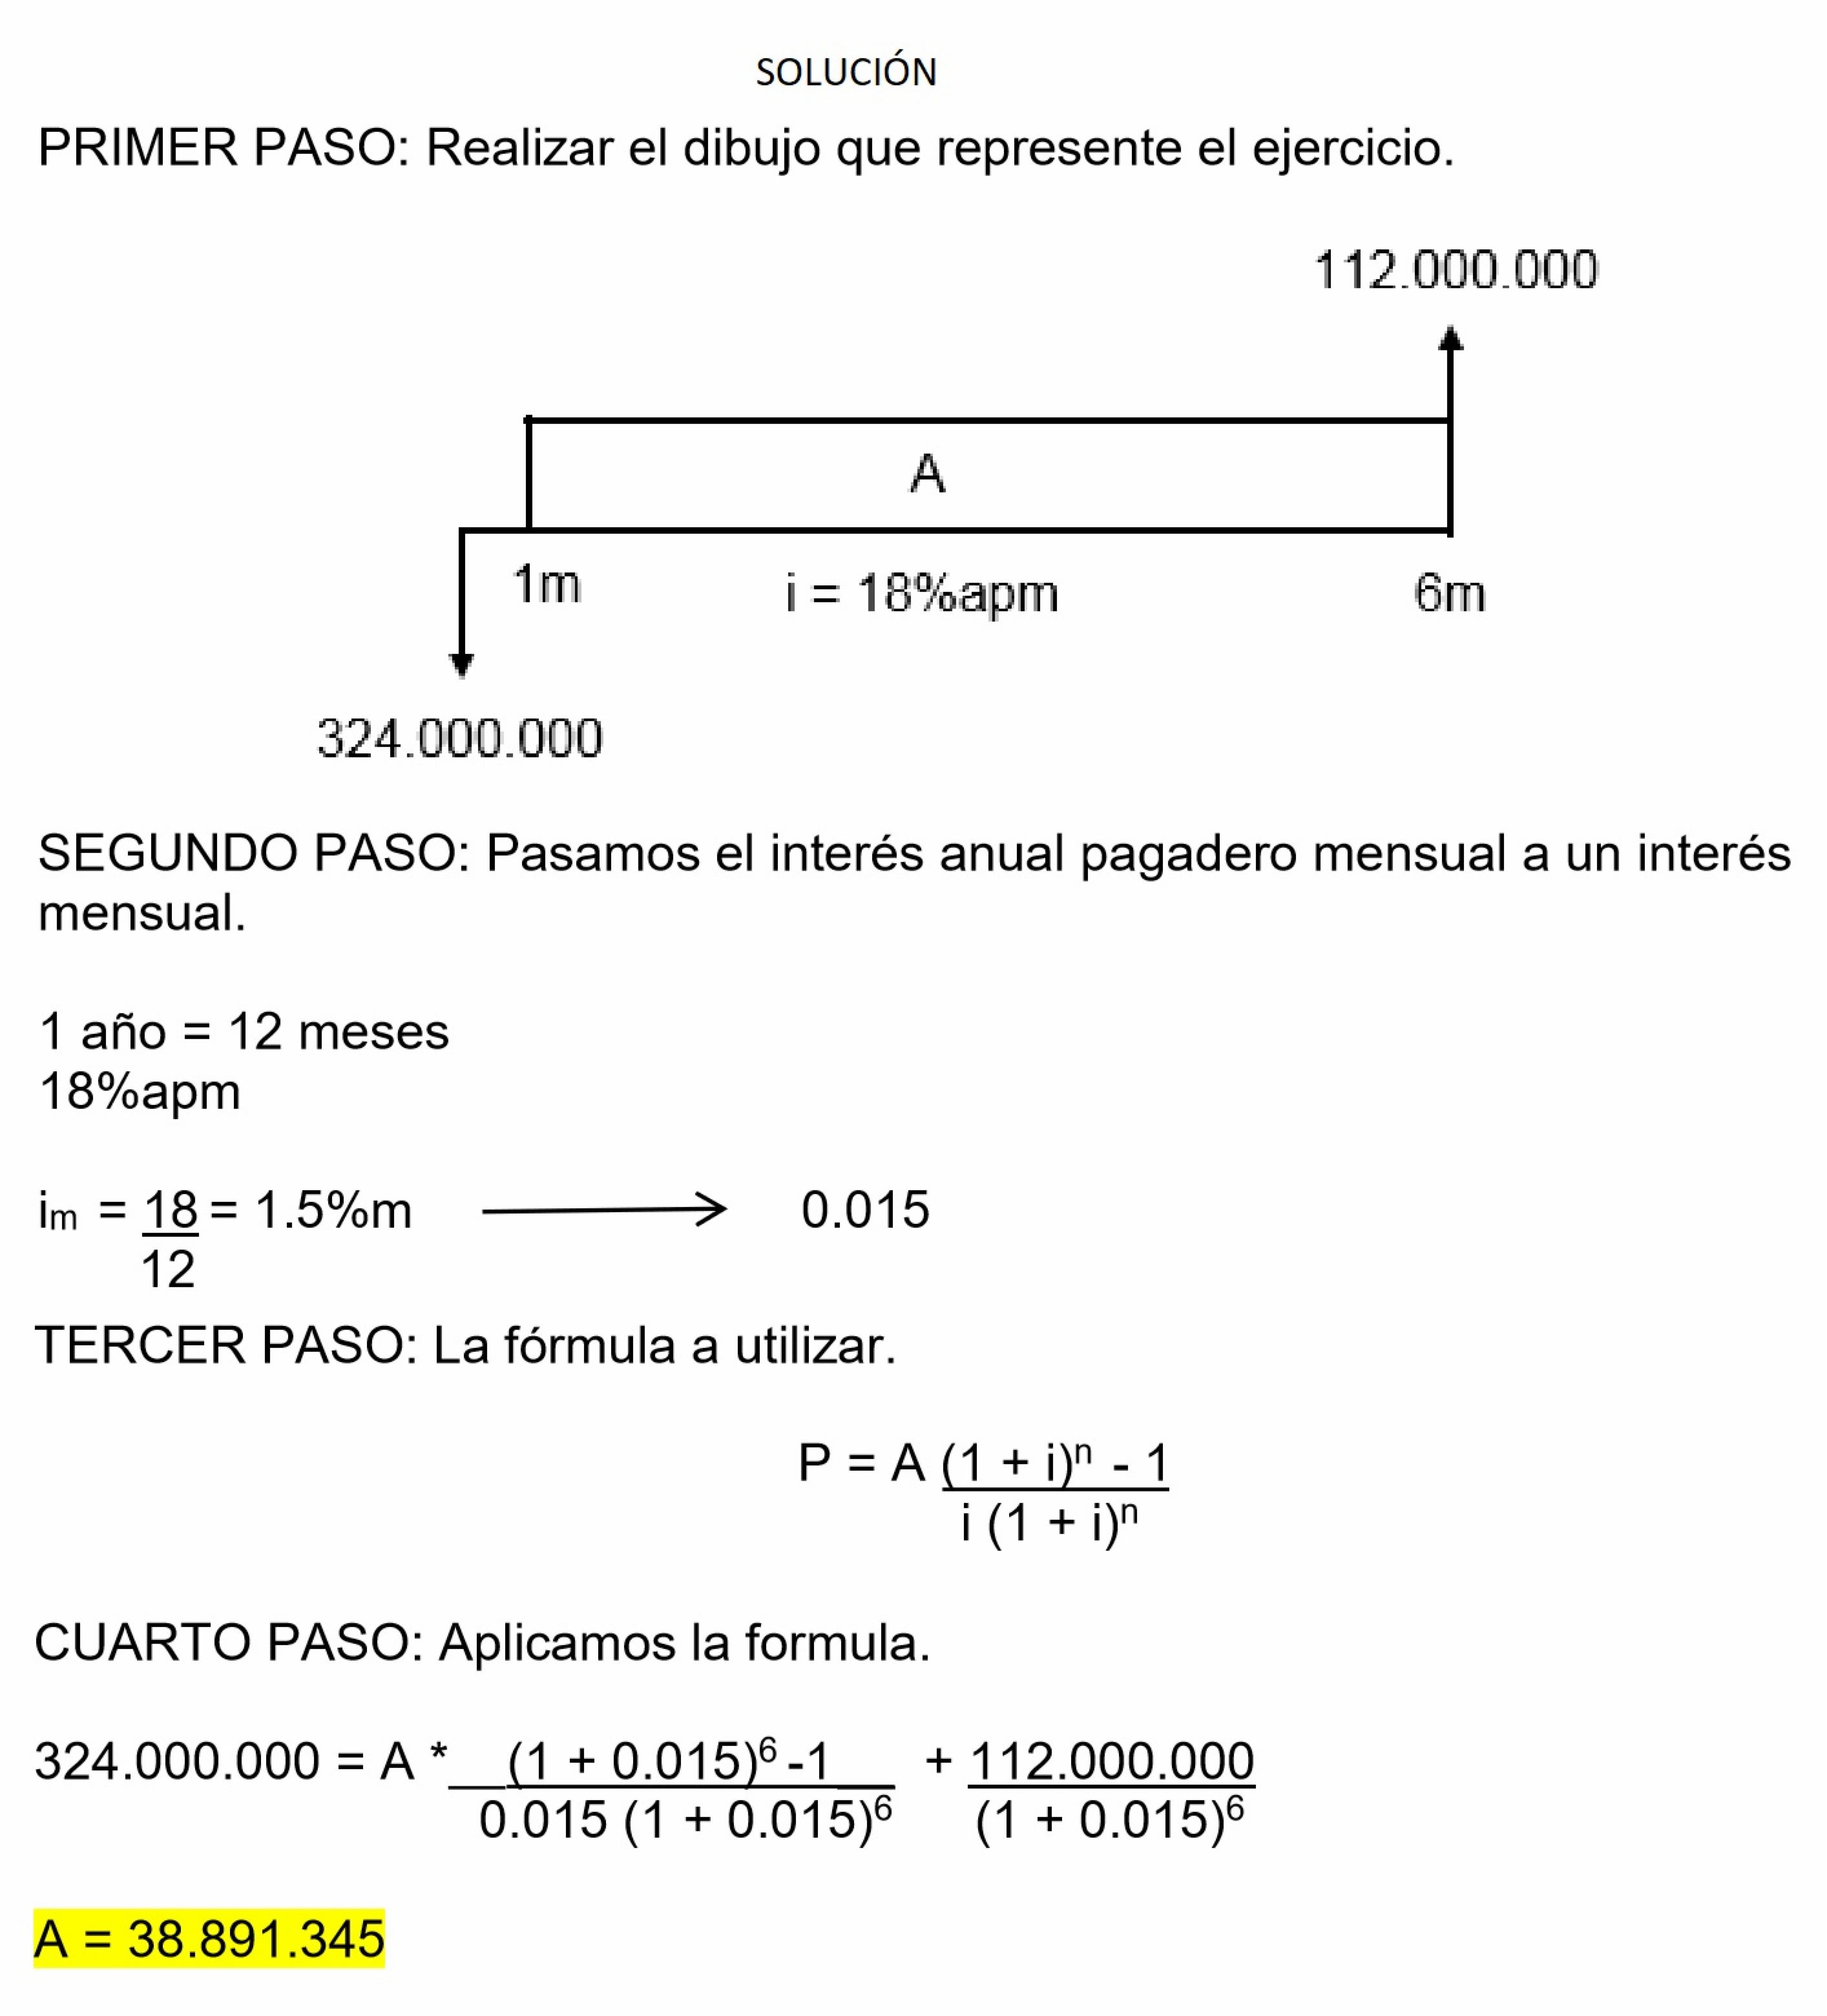 SOLUCIÓN
PRIMER PASO: Realizar el dibujo que represente el ejercicio.
112.000.000
A
1m
i = 18%apm
6m
324.000.000
SEGUNDO PASO: Pasamos el interés anual pagadero mensual a un interés
mensual.
1 año = 12 meses
18%apm
iₘ = 18 = 1.5%m ⟶ 0.015
12
TERCER PASO: La fórmula a utilizar.
P = A (1 + i)ⁿ - 1
i (1 + i)ⁿ
CUARTO PASO: Aplicamos la formula.
324.000.000 = A * (1 + 0.015)⁶ -1 + 112.000.000
0.015 (1 + 0.015)⁶ (1 + 0.015)⁶
A = 38.891.345